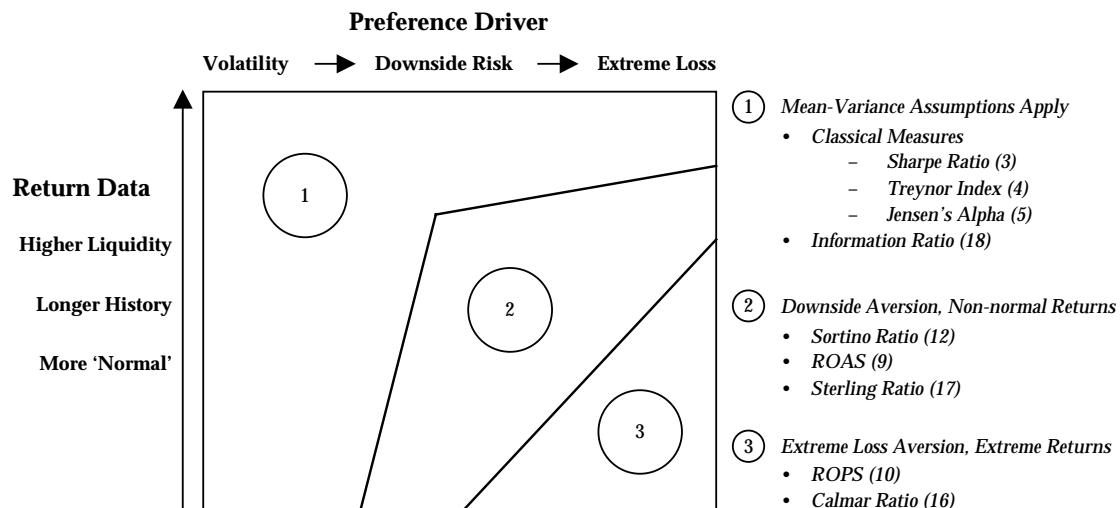 Preference Driver
Volatility → Downside Risk → Extreme Loss
Return Data
Higher Liquidity
Longer History
More ‘Normal’
1
2
3
1 Mean-Variance Assumptions Apply
• Classical Measures
– Sharpe Ratio (3)
– Treynor Index (4)
– Jensen's Alpha (5)
• Information Ratio (18)
2 Downside Aversion, Non-normal Returns
• Sortino Ratio (12)
• ROAS (9)
• Sterling Ratio (17)
3 Extreme Loss Aversion, Extreme Returns
• ROPS (10)
• Calmar Ratio (16)